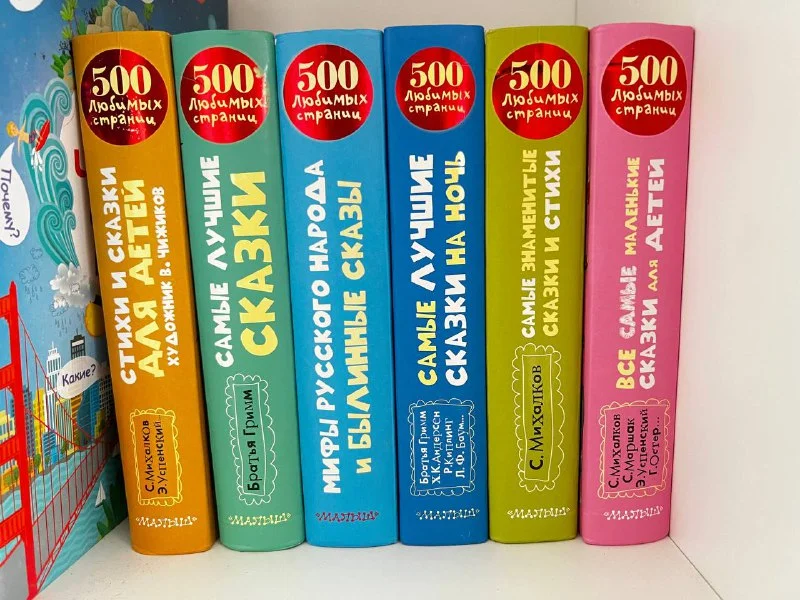 Почему?
Какие?
500
Любимых
страниц
СТИХИ И СКАЗКИ
ДЛЯ ДЕТЕЙ
ХУДОЖНИК В. ЧИЖИКОВ
С. Михалков
Э. Успенский
МАЛЫШ
500
Любимых
страниц
САМЫЕ ЛУЧШИЕ
СКАЗКИ
Братья Гримм
МАЛЫШ
500
Любимых
страниц
МИФЫ РУССКОГО НАРОДА
И БЫЛИННЫЕ СКАЗЫ
МАЛЫШ
500
Любимых
страниц
САМЫЕ ЛУЧШИЕ
СКАЗКИ НА НОЧЬ
Братья Гримм
Х.К. Андерсен
Р. Киплинг
Л. Ф. Баум...
МАЛЫШ
500
Любимых
страниц
САМЫЕ ЗНАМЕНИТЫЕ
СКАЗКИ И СТИХИ
С. Михалков
МАЛЫШ
500
Любимых
страниц
ВСЕ САМЫЕ МАЛЕНЬКИЕ
СКАЗКИ ДЛЯ ДЕТЕЙ
С. Михалков
С. Маршак
Э. Успенский
Г. Остер...
МАЛЫШ